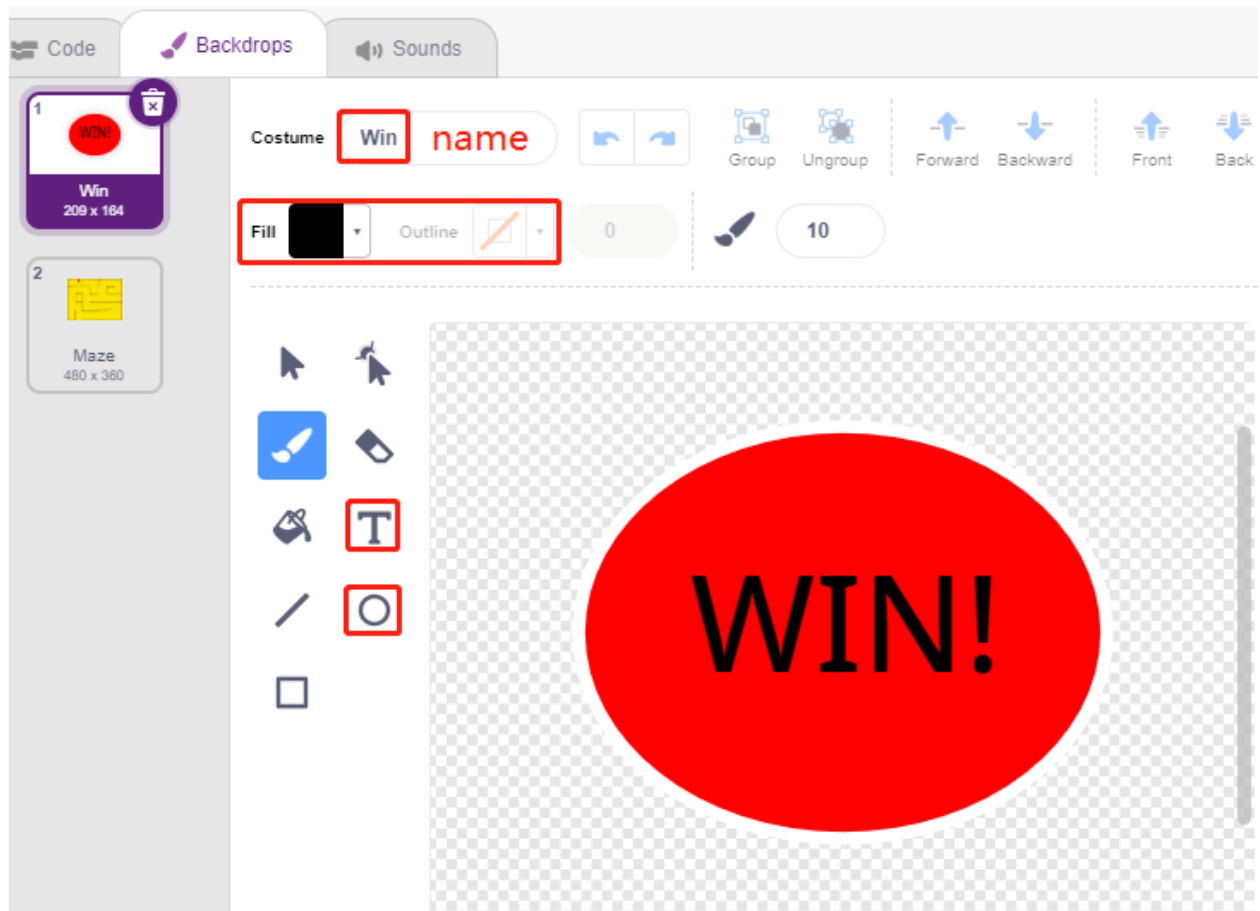 Code Backdrops Sounds
1
WIN!
Win
209 x 164
2
Maze
480 x 360
Costume Win name
Group Ungroup Forward Backward Front Back
Fill Outline 0 10
T
WIN!